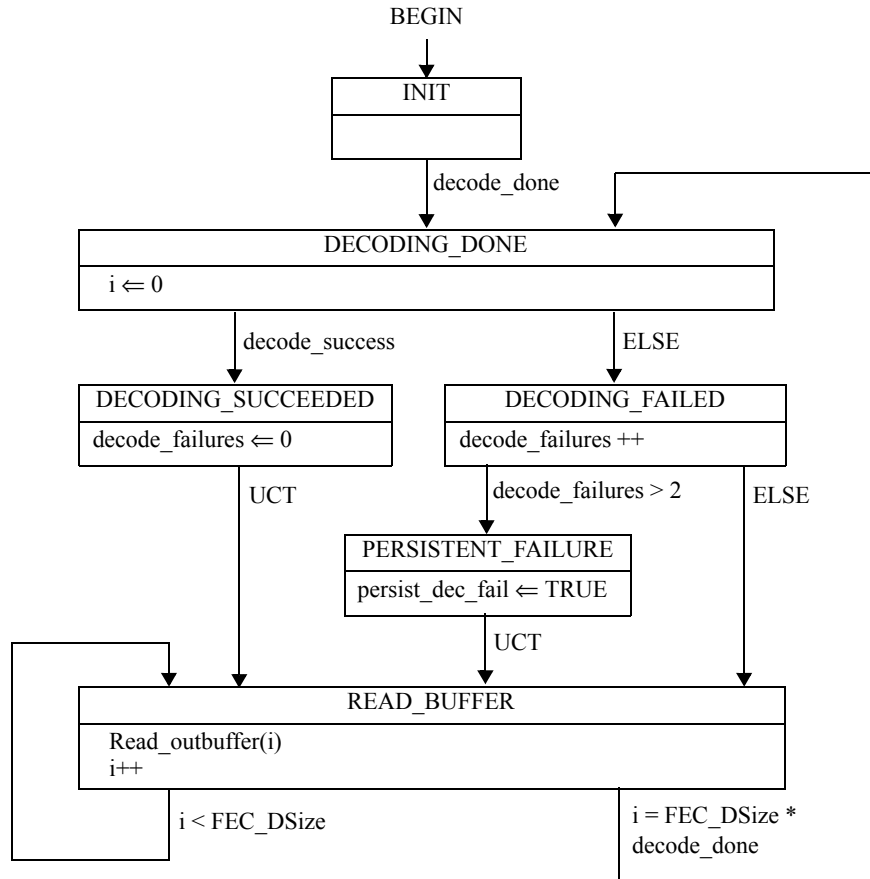 BEGIN
INIT
decode_done
DECODING_DONE
i ⇐ 0
decode_success
ELSE
DECODING_SUCCEEDED
decode_failures ⇐ 0
DECODING_FAILED
decode_failures ++
UCT
decode_failures > 2
ELSE
PERSISTENT_FAILURE
persist_dec_fail ⇐ TRUE
UCT
READ_BUFFER
Read_outbuffer(i)
i++
i < FEC_DSize
i = FEC_DSize *
decode_done